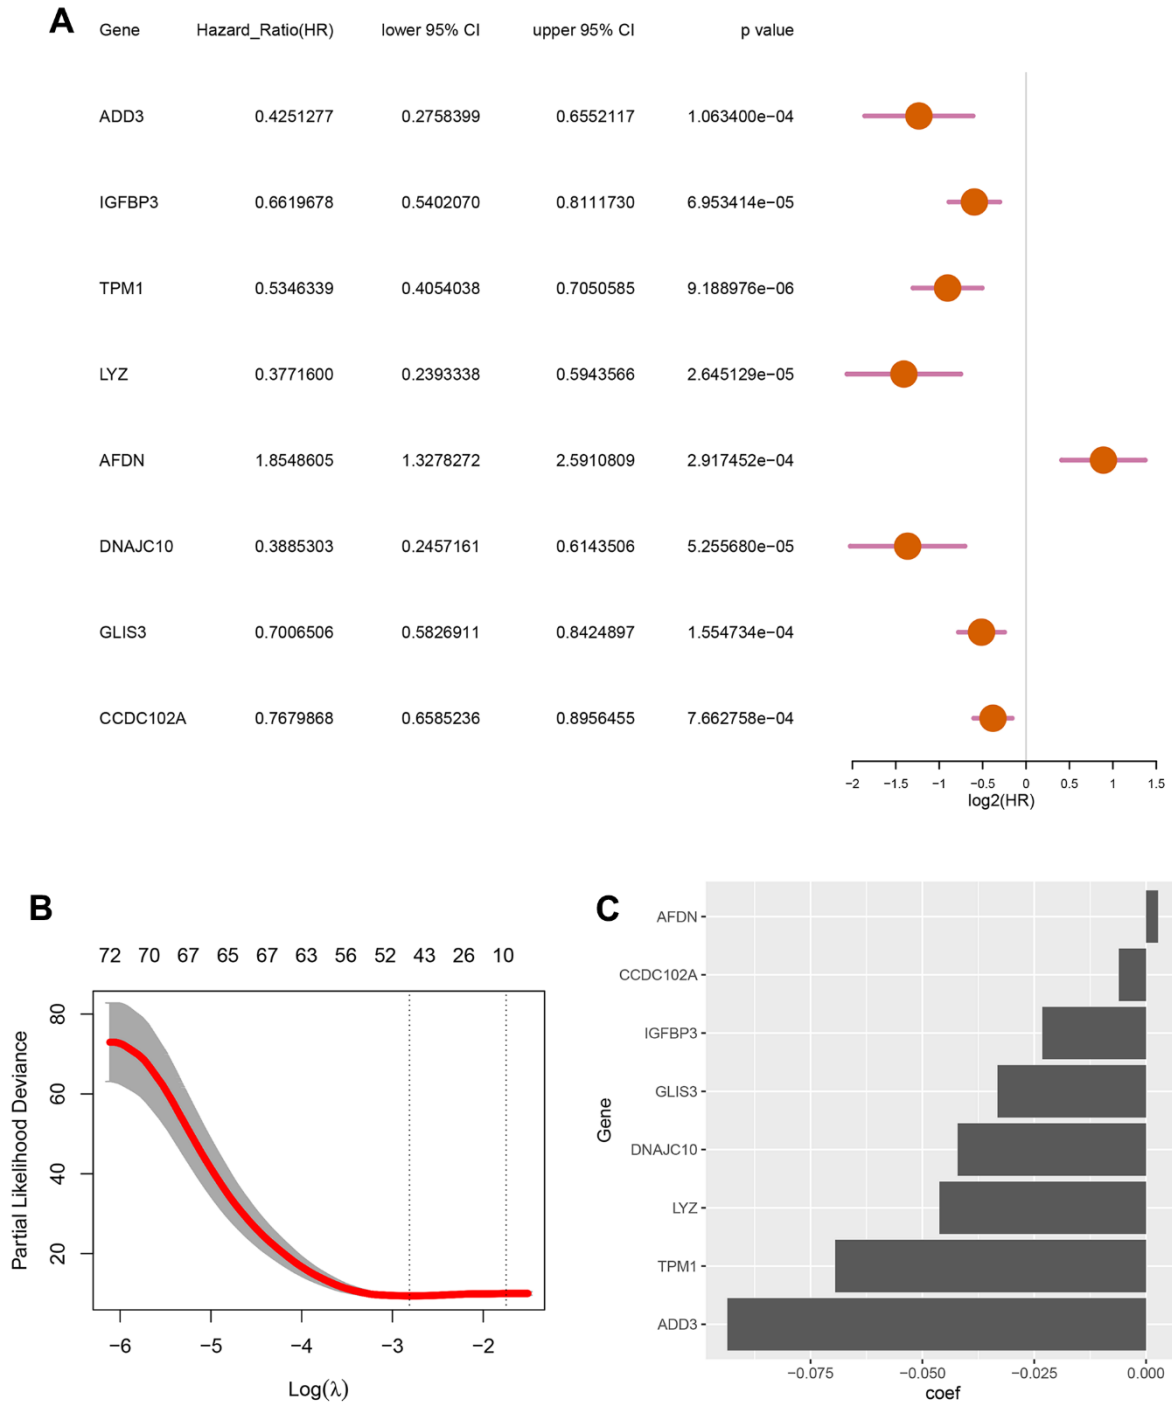 A
Gene Hazard_Ratio(HR) lower 95% CI upper 95% CI p value
ADD3 0.4251277 0.2758399 0.6552117 1.063400e−04
IGFBP3 0.6619678 0.5402070 0.8111730 6.953414e−05
TPM1 0.5346339 0.4054038 0.7050585 9.188976e−06
LYZ 0.3771600 0.2393338 0.5943566 2.645129e−05
AFDN 1.8548605 1.3278272 2.5910809 2.917452e−04
DNAJC10 0.3885303 0.2457161 0.6143506 5.255680e−05
GLIS3 0.7006506 0.5826911 0.8424897 1.554734e−04
CCDC102A 0.7679868 0.6585236 0.8956455 7.662758e−04
−2 −1.5 −1 −0.5 0 0.5 1 1.5
log2(HR)
B
72 70 67 65 67 63 56 52 43 26 10
Partial Likelihood Deviance
80
60
40
20
−6 −5 −4 −3 −2
Log(λ)
C
Gene
AFDN
CCDC102A
IGFBP3
GLIS3
DNAJC10
LYZ
TPM1
ADD3
−0.075 −0.050 −0.025 0.000
coef